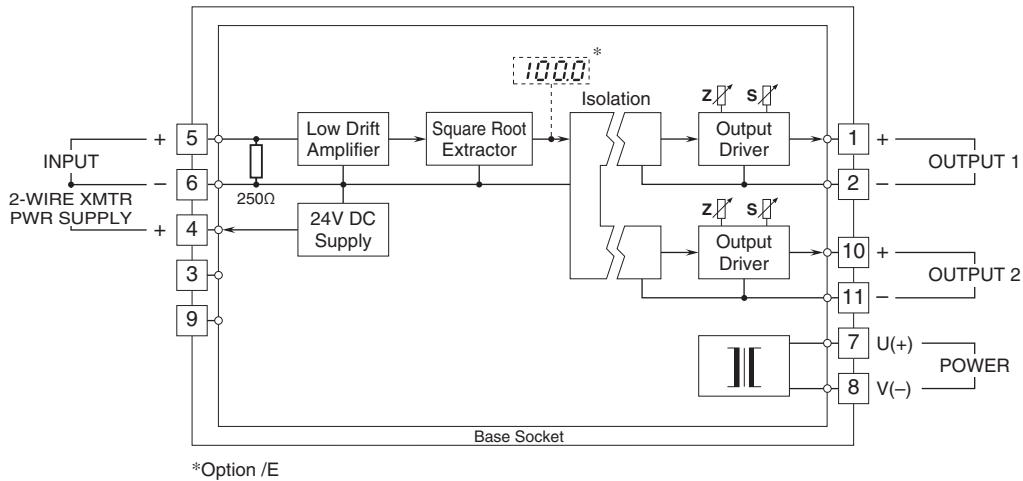 100.0
*
Isolation
Z
S
+
5
Low Drift
Amplifier
Square Root
Extractor
Output
Driver
1
+
INPUT
OUTPUT 1
–
6
250Ω
2
–
2-WIRE XMTR
PWR SUPPLY
+
4
24V DC
Supply
Z
S
Output
Driver
10
+
3
OUTPUT 2
11
–
9
7
U(+)
POWER
8
V(–)
Base Socket
*Option /E